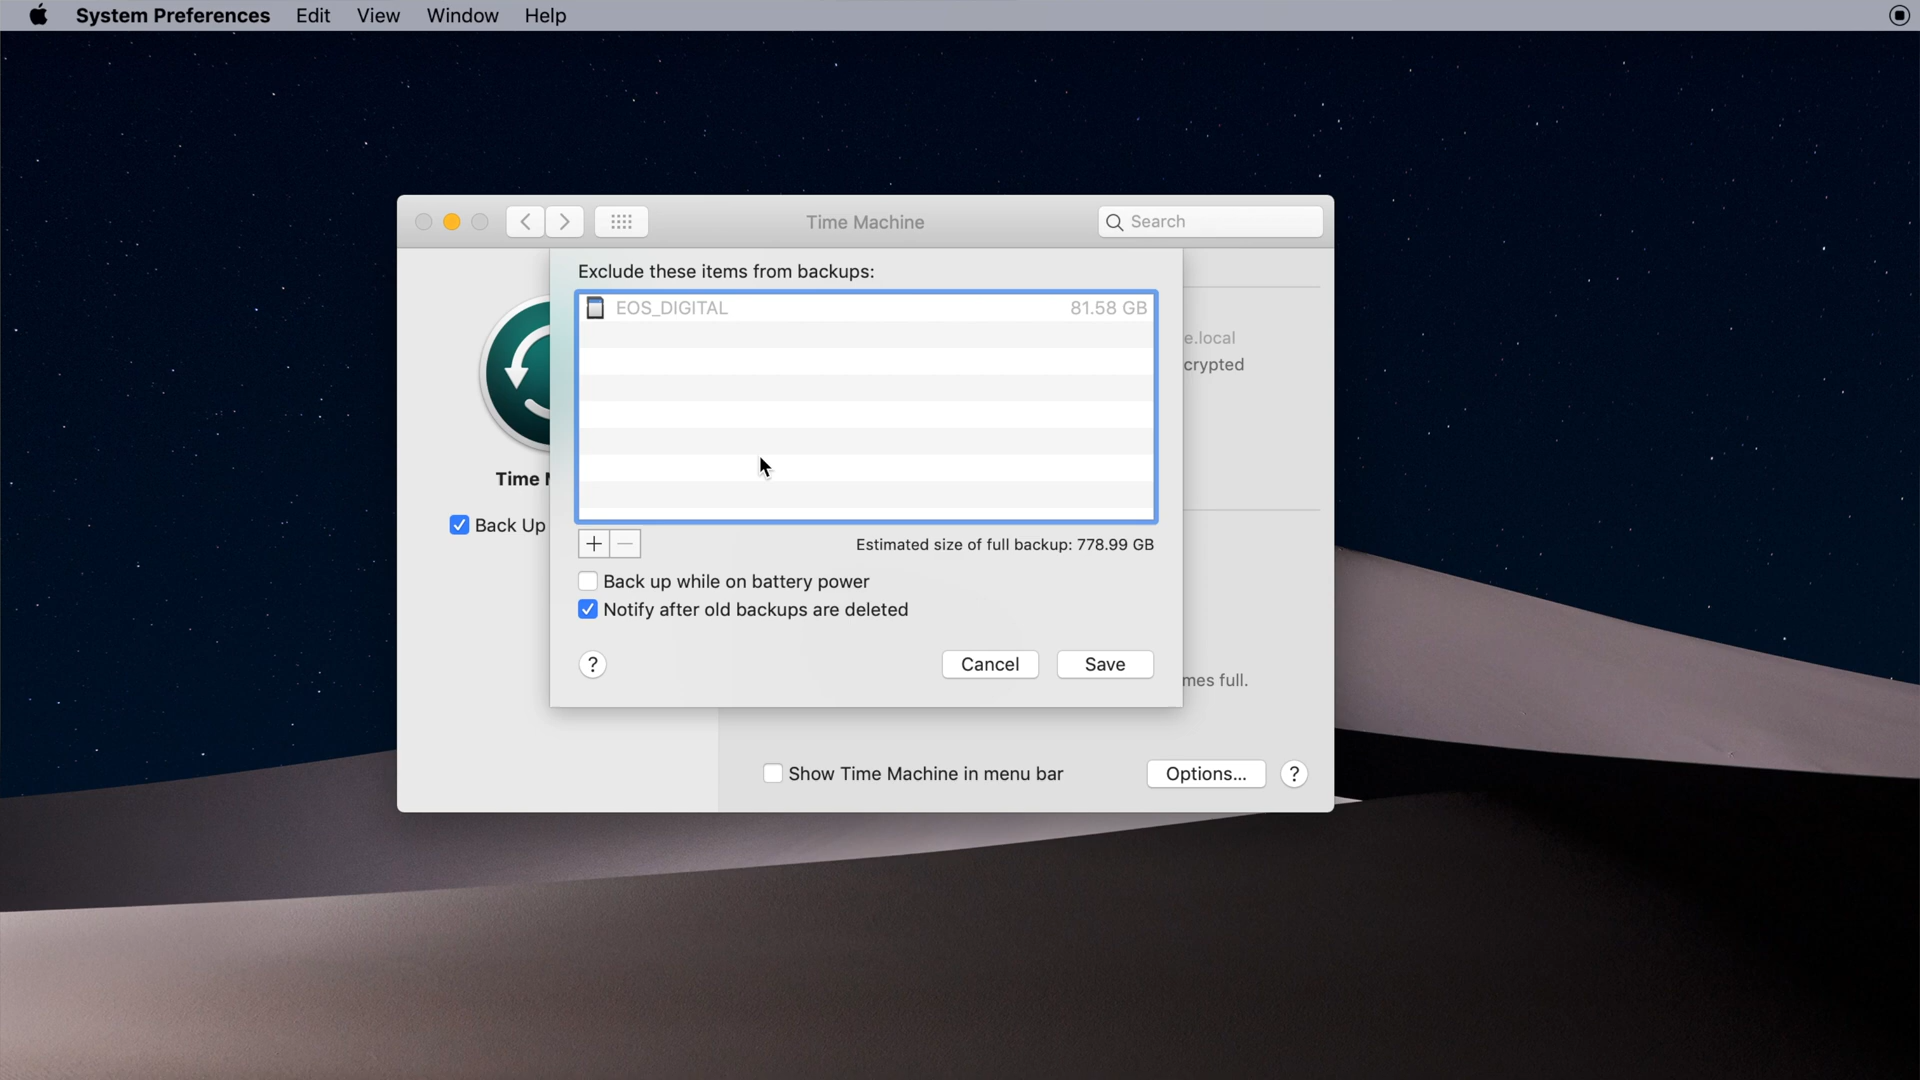 System Preferences Edit View Window Help
Time Machine
Search
Exclude these items from backups:
EOS_DIGITAL 81.58 GB
e.local
crypted
Time
Back Up
+ − Estimated size of full backup: 778.99 GB
Back up while on battery power
Notify after old backups are deleted
? Cancel Save
mes full.
Show Time Machine in menu bar Options... ?